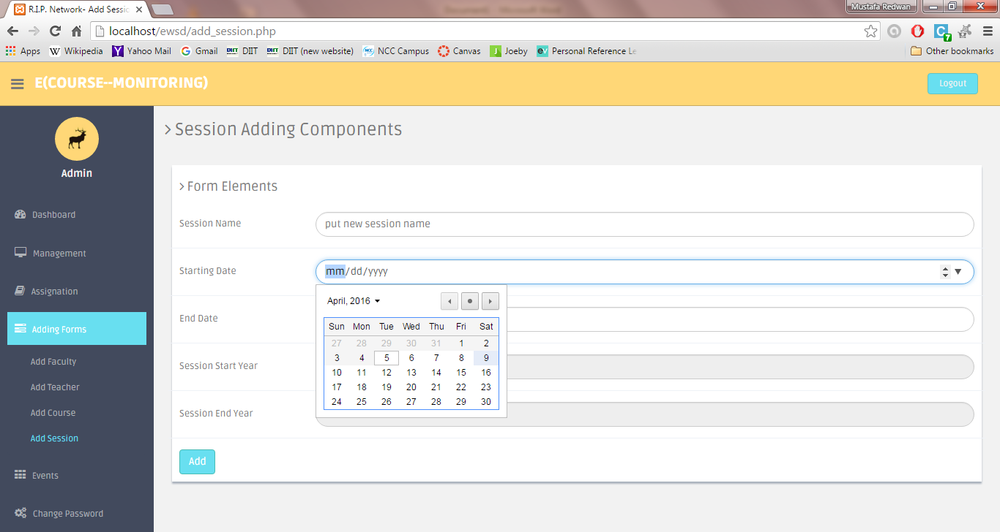 R.I.P. Network- Add Sessi
Mustafa Redwan
localhost/ewsd/add_session.php
C 7
Apps W Wikipedia Y Yahoo Mail G Gmail DIIT DIIT DIIT DIIT (new website) NCC NCC Campus Canvas J Joeby ev Personal Reference Le Other bookmarks
E(COURSE--MONITORING)
Logout
Admin
Dashboard
Management
Assignation
Adding Forms
Add Faculty
Add Teacher
Add Course
Add Session
Events
Change Password
> Session Adding Components
> Form Elements
Session Name put new session name
Starting Date mm/dd/yyyy
April, 2016
Sun Mon Tue Wed Thu Fri Sat
27 28 29 30 31 1 2
3 4 5 6 7 8 9
10 11 12 13 14 15 16
17 18 19 20 21 22 23
24 25 26 27 28 29 30
End Date
Session Start Year
Session End Year
Add